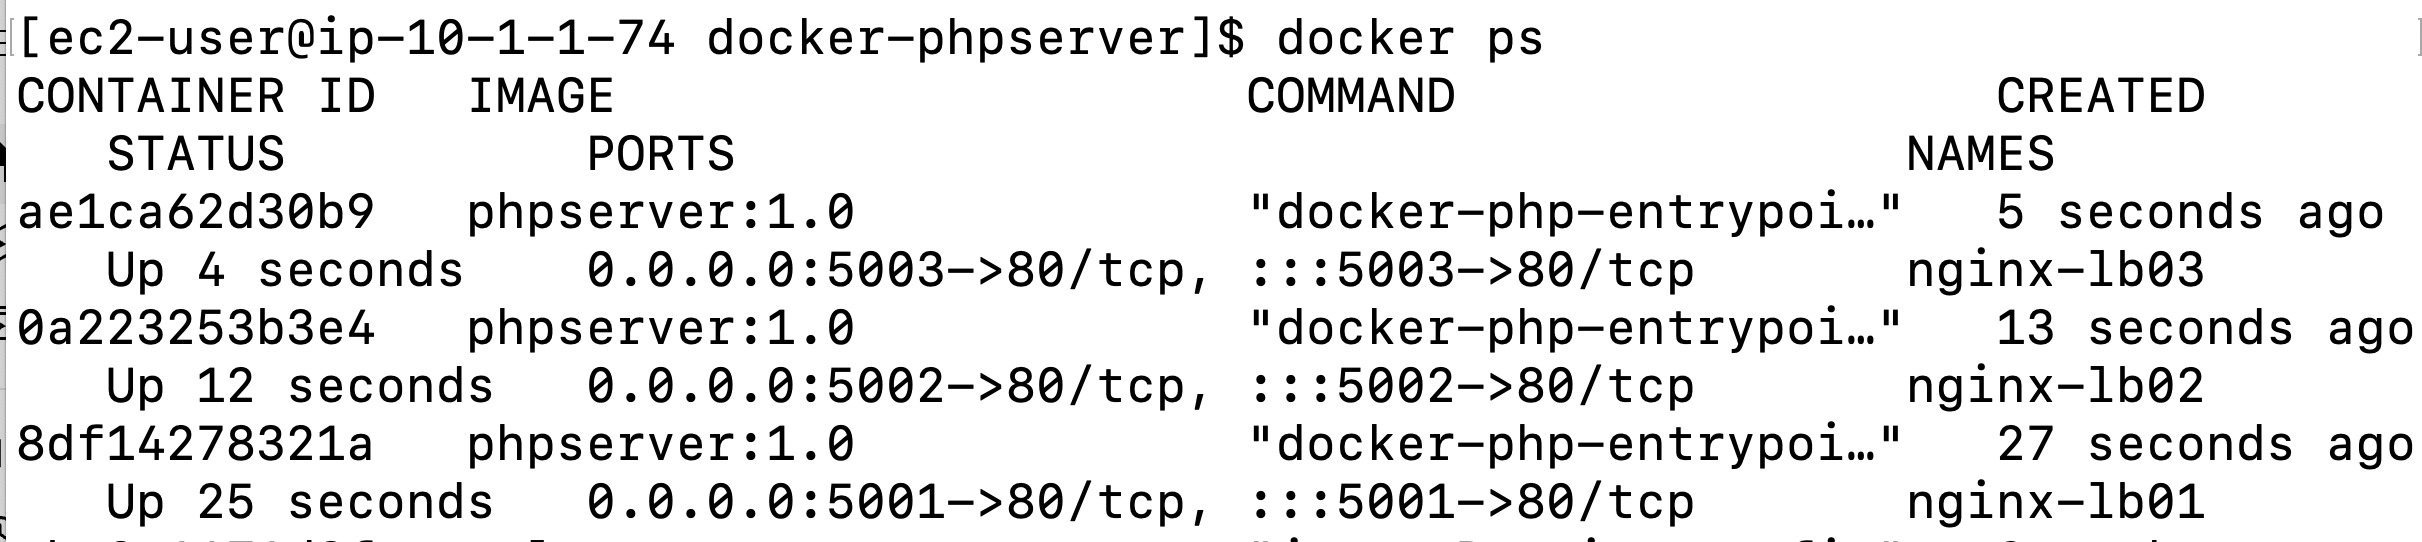 [ec2-user@ip-10-1-1-74 docker-phpserver]$ docker ps
CONTAINER ID   IMAGE                     COMMAND                  CREATED
   STATUS          PORTS                                       NAMES
ae1ca62d30b9   phpserver:1.0             "docker-php-entrypoi…"   5 seconds ago
   Up 4 seconds    0.0.0.0:5003->80/tcp, :::5003->80/tcp       nginx-lb03
0a223253b3e4   phpserver:1.0             "docker-php-entrypoi…"   13 seconds ago
   Up 12 seconds   0.0.0.0:5002->80/tcp, :::5002->80/tcp       nginx-lb02
8df14278321a   phpserver:1.0             "docker-php-entrypoi…"   27 seconds ago
   Up 25 seconds   0.0.0.0:5001->80/tcp, :::5001->80/tcp       nginx-lb01